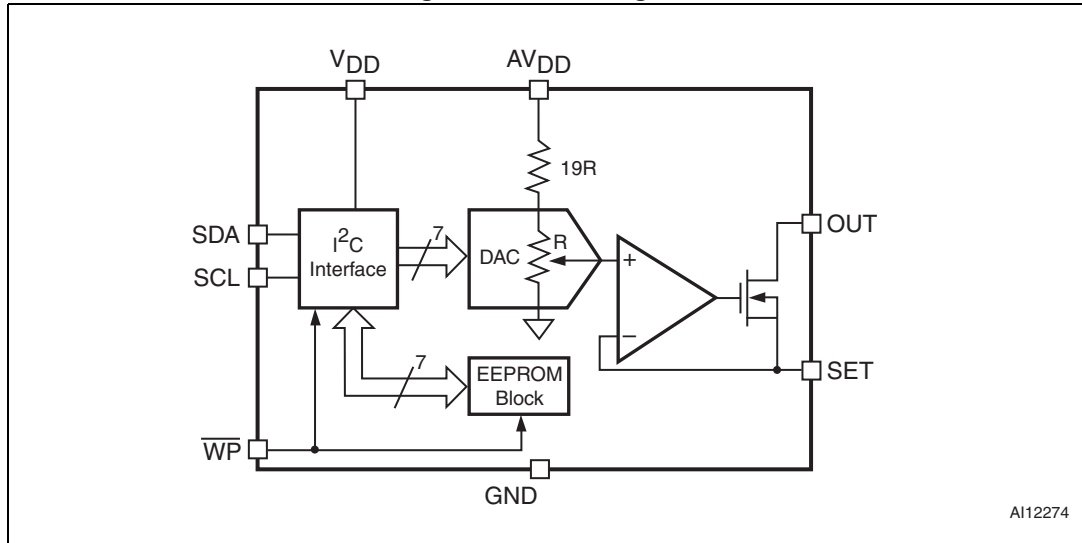 VDD
AVDD
19R
SDA
SCL
I2C
Interface
7
DAC
R
+
−
OUT
SET
7
EEPROM
Block
WP
GND
AI12274